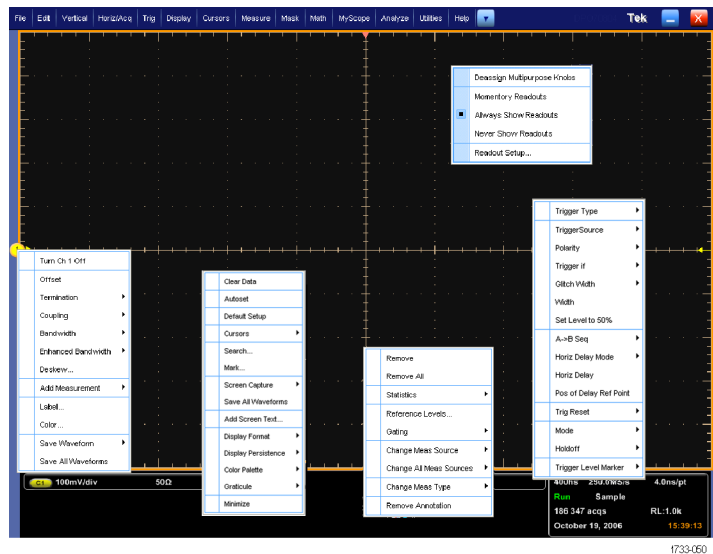 File Edit Vertical Horiz/Acq Trig Display Cursors Measure Mask Math MyScope Analyze Utilities Help Tek
Deassign Multipurpose Knobs
Momentory Readouts
Always Show Readouts
Never Show Readouts
Readout Setup...
Trigger Type
TriggerSource
Polarity
Trigger if
Glitch Width
Width
Set Level to 50%
A->B Seq
Horiz Delay Mode
Horiz Delay
Pos of Delay Ref Point
Trig Reset
Mode
Holdoff
Trigger Level Marker
Turn Ch 1 Off
Offset
Termination
Coupling
Bandwidth
Enhanced Bandwidth
Deskew...
Add Measurement
Label...
Color...
Save Waveform
Save All Waveforms
Clear Data
Autoset
Default Setup
Cursors
Search...
Mark...
Screen Capture
Save All Waveforms
Add Screen Text...
Display Format
Display Persistence
Color Palette
Graticule
Minimize
Remove
Remove All
Statistics
Reference Levels...
Gating
Change Meas Source
Change All Meas Sources
Change Meas Type
Remove Annotation
C1 100mV/div 50Ω
4.0ns/pt
Run Sample
186 347 acqs RL:1.0k
October 19, 2006 15:39:13
1733-050